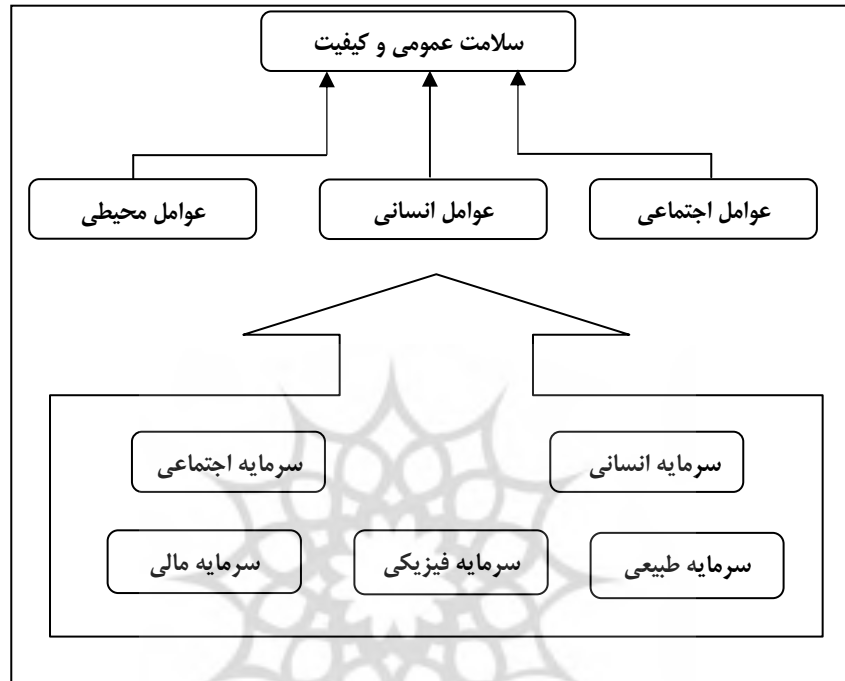 سلامت عمومی و کیفیت
عوامل اجتماعی
عوامل انسانی
عوامل محیطی
سرمایه انسانی
سرمایه اجتماعی
سرمایه طبیعی
سرمایه فیزیکی
سرمایه مالی